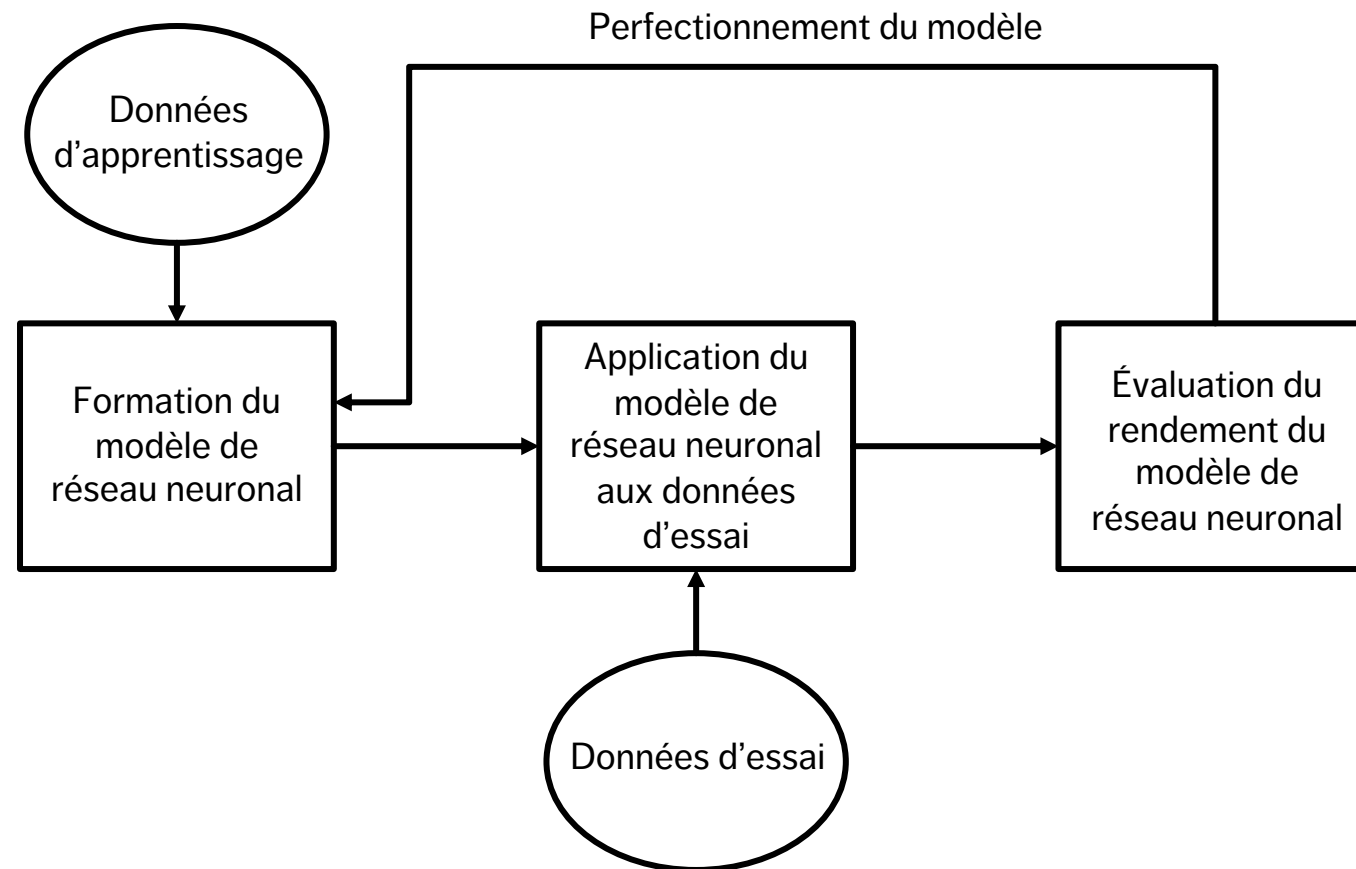 Perfectionnement du modèle
Données
d’apprentissage
Formation du
modèle de
réseau neuronal
Application du
modèle de
réseau neuronal
aux données
d’essai
Évaluation du
rendement du
modèle de
réseau neuronal
Données d’essai